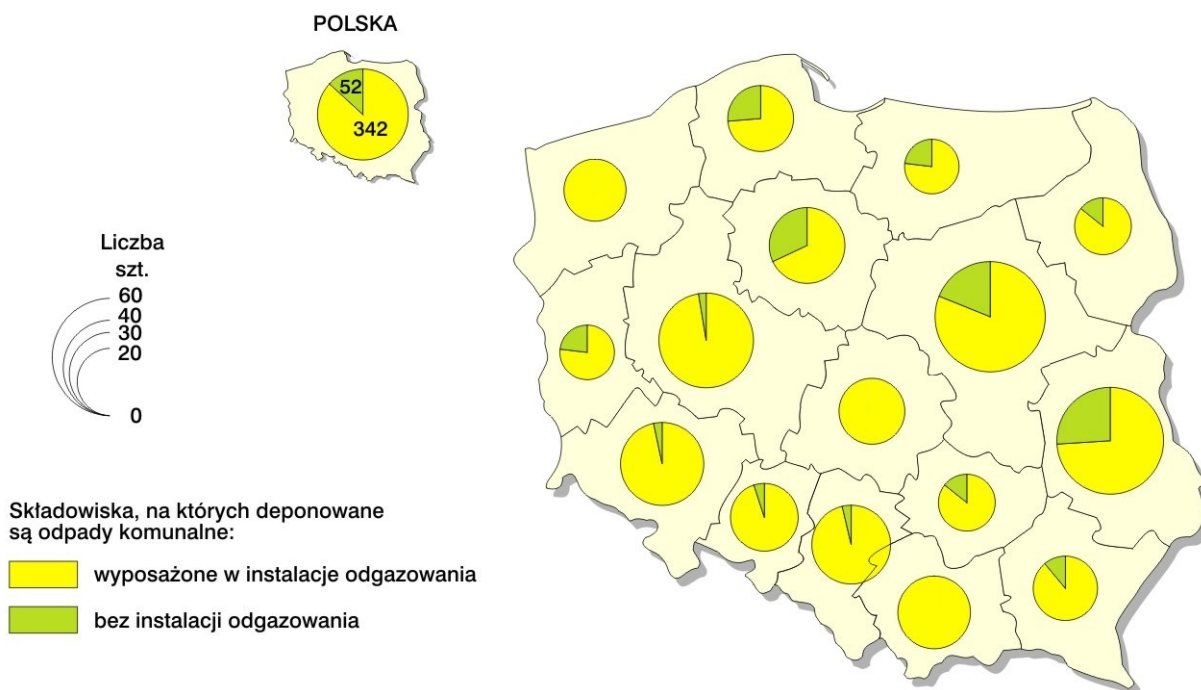 POLSKA
52
342
Liczba
szt.
60
40
30
20
0
Składowiska, na których deponowane
są odpady komunalne:
wyposażone w instalacje odgazowania
bez instalacji odgazowania